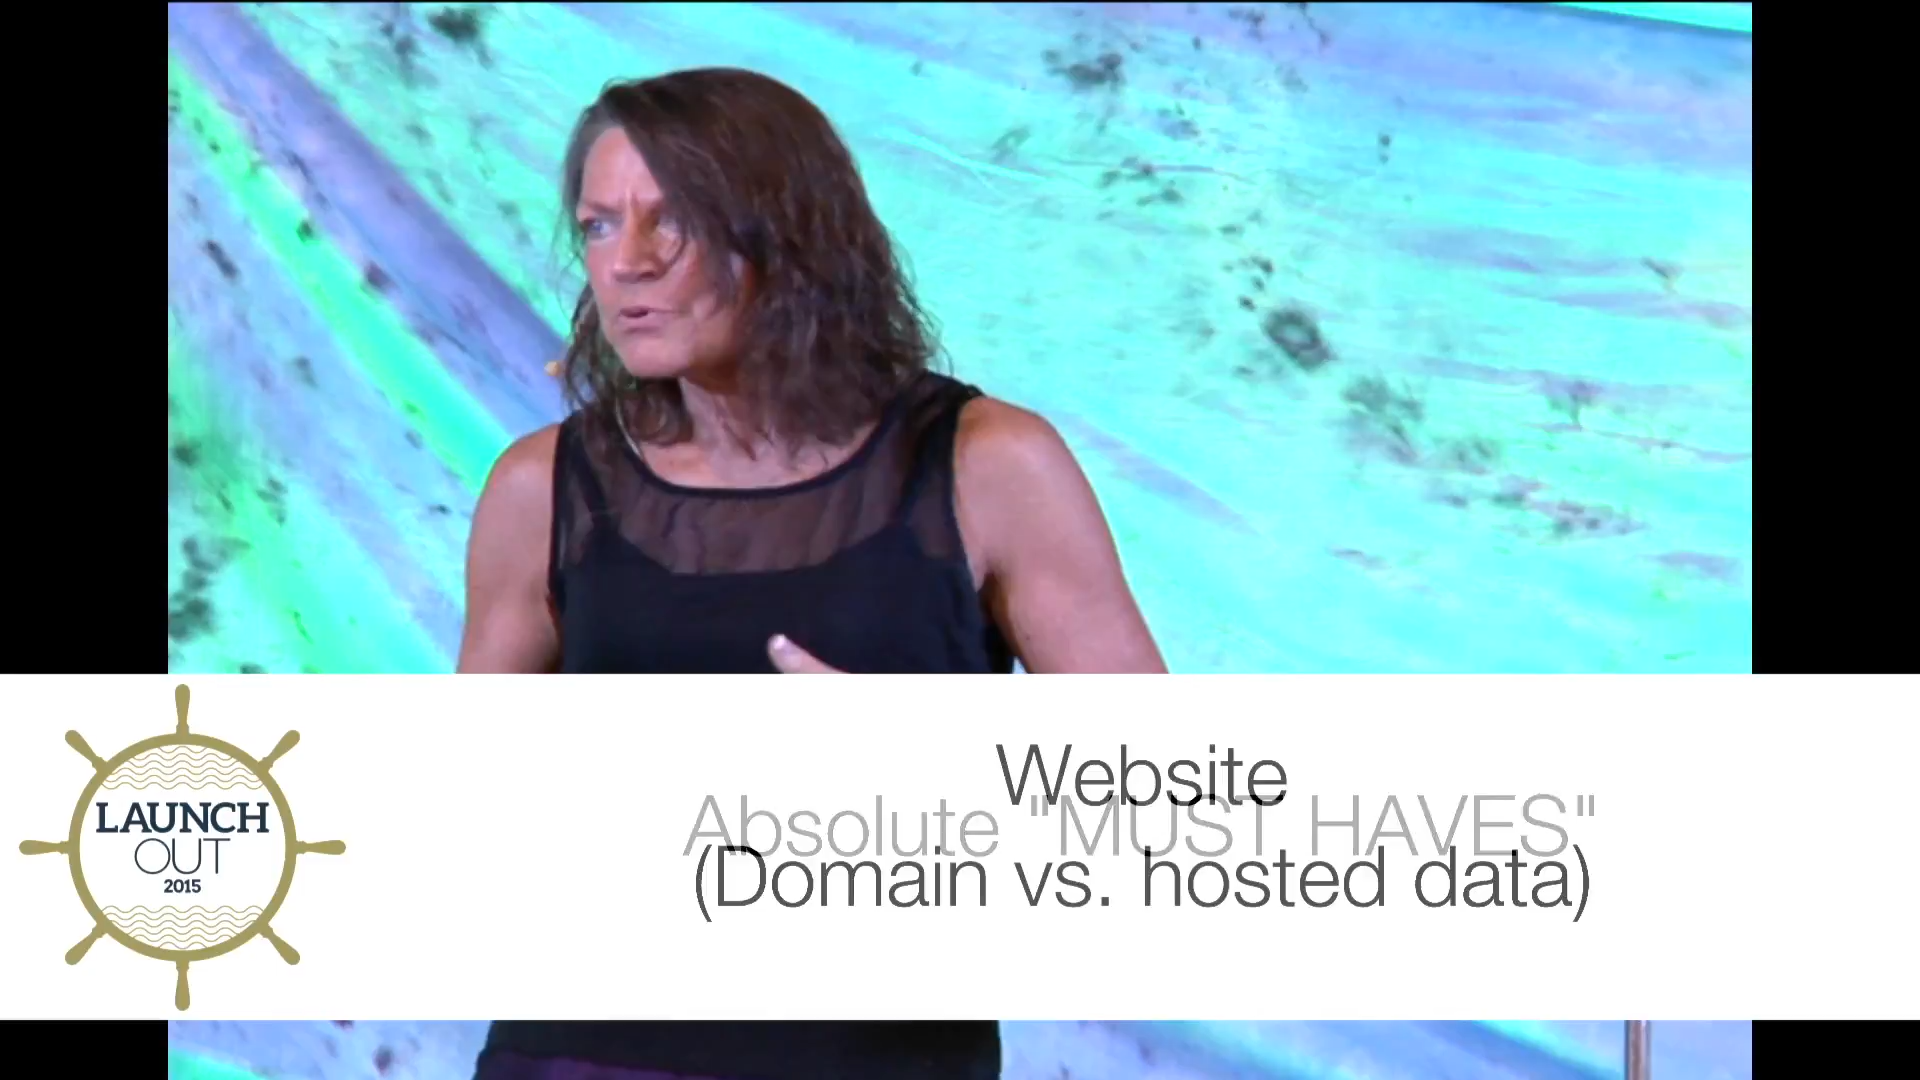 LAUNCH
OUT
2015
Website
Absolute "MUST HAVES"
(Domain vs. hosted data)